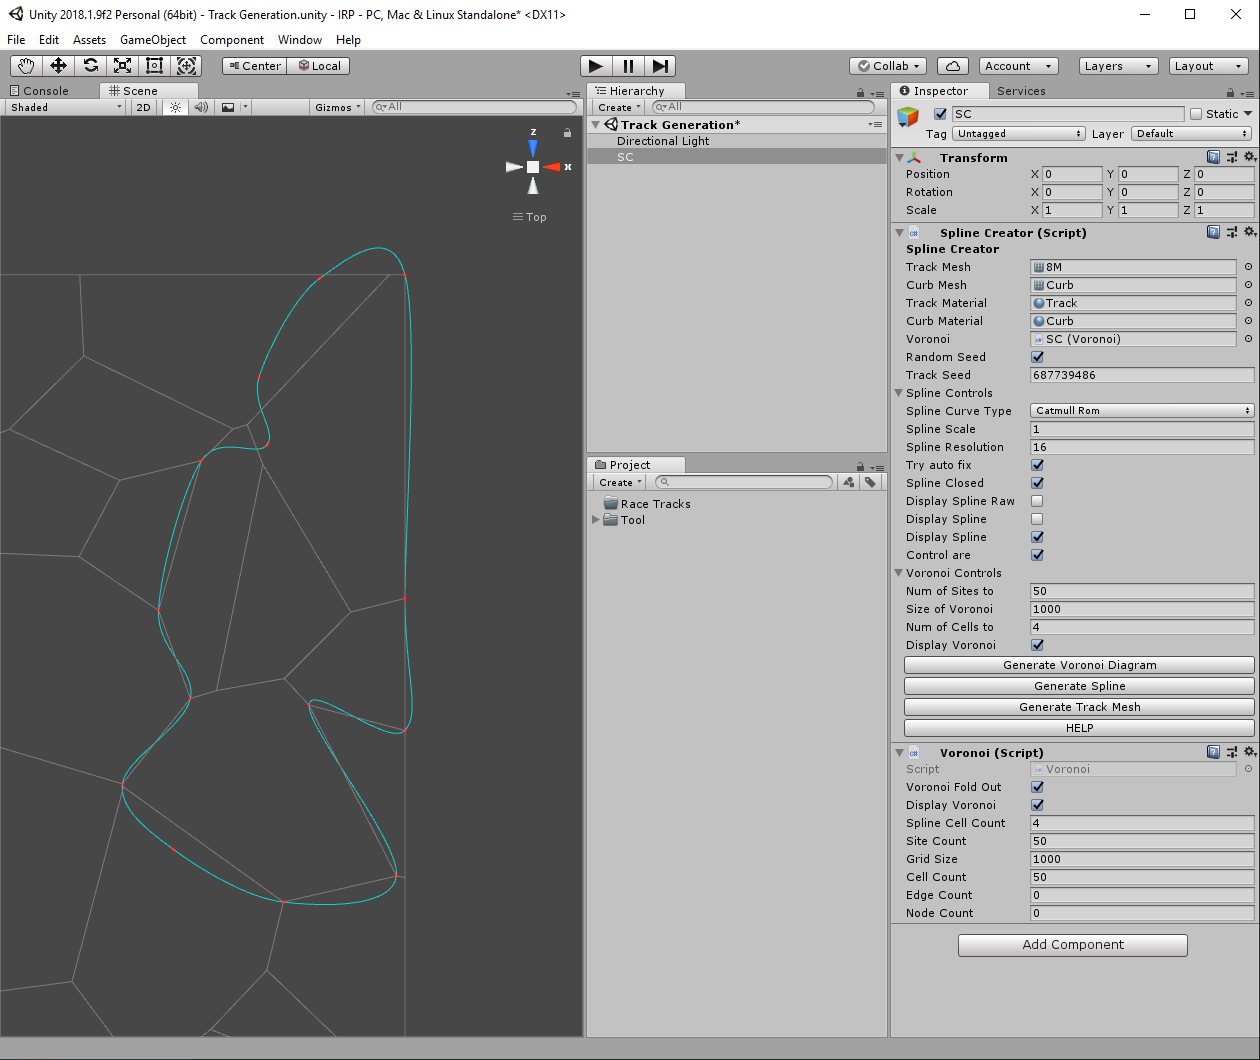 Unity 2018.1.9f2 Personal (64bit) - Track Generation.unity - IRP - PC, Mac & Linux Standalone* <DX11>
File Edit Assets GameObject Component Window Help
Center Local Collab Account Layers Layout
Console Scene
Shaded 2D Gizmos All
z
x
Top
Hierarchy
Create All
Track Generation*
Directional Light
SC
Project
Create
Race Tracks
Tool
Inspector Services
SC Static
Tag Untagged Layer Default
Transform
Position X 0 Y 0 Z 0
Rotation X 0 Y 0 Z 0
Scale X 1 Y 1 Z 1
C# Spline Creator (Script)
Spline Creator
Track Mesh 8M
Curb Mesh Curb
Track Material Track
Curb Material Curb
Voronoi SC (Voronoi)
Random Seed
Track Seed 687739486
Spline Controls
Spline Curve Type Catmull Rom
Spline Scale 1
Spline Resolution 16
Try auto fix
Spline Closed
Display Spline Raw
Display Spline
Display Spline
Control are
Voronoi Controls
Num of Sites to 50
Size of Voronoi 1000
Num of Cells to 4
Display Voronoi
Generate Voronoi Diagram
Generate Spline
Generate Track Mesh
HELP
C# Voronoi (Script)
Script Voronoi
Voronoi Fold Out
Display Voronoi
Spline Cell Count 4
Site Count 50
Grid Size 1000
Cell Count 50
Edge Count 0
Node Count 0
Add Component